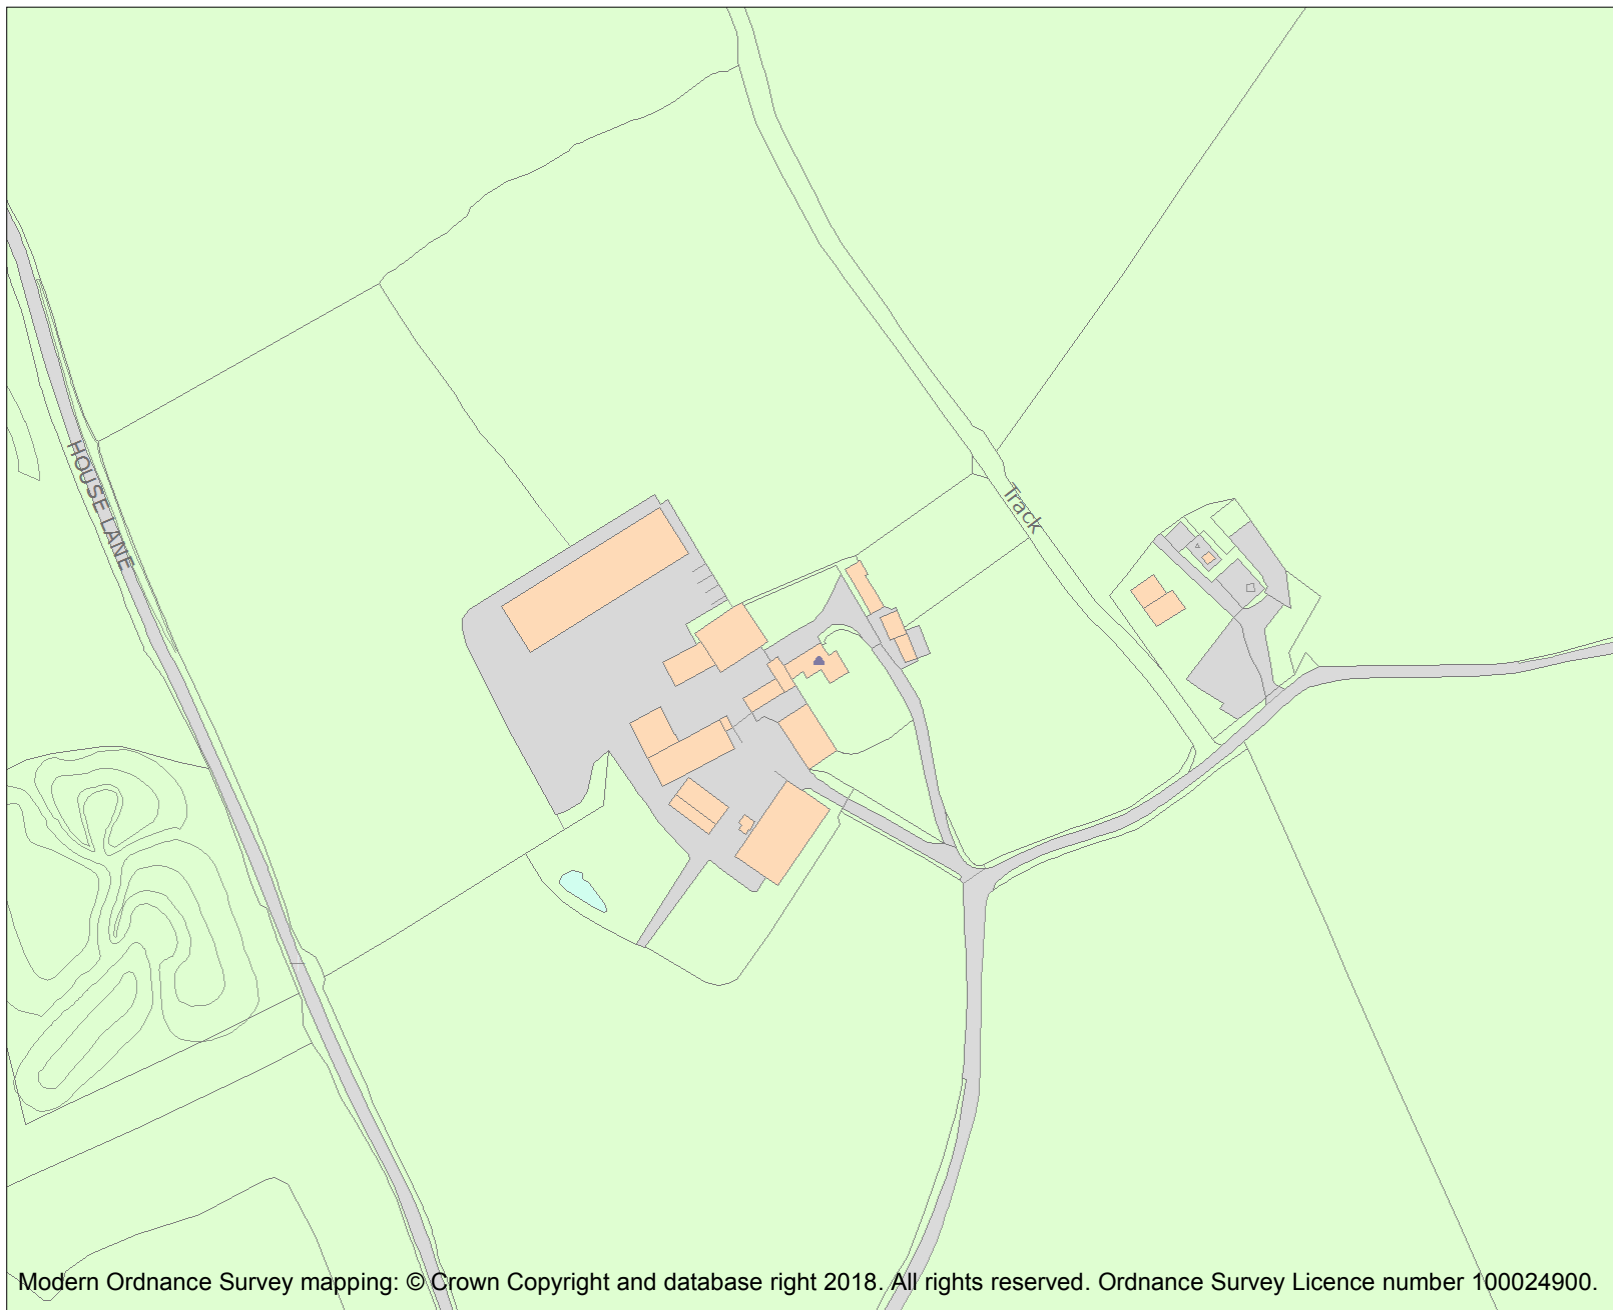 HOUSE LANE
Track
Modern Ordnance Survey mapping: © Crown Copyright and database right 2018. All rights reserved. Ordnance Survey Licence number 100024900.